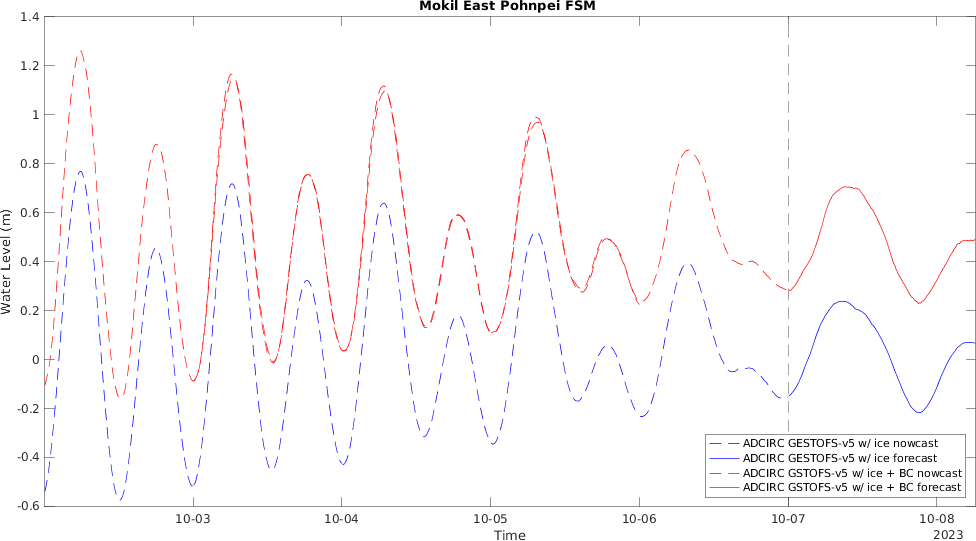 Mokil East Pohnpei FSM
1.4
1.2
1
0.8
0.6
0.4
0.2
0
-0.2
-0.4
-0.6
Water Level (m)
10-03
10-04
10-05
10-06
10-07
10-08
Time
2023
ADCIRC GESTOFS-v5 w/ ice nowcast
ADCIRC GESTOFS-v5 w/ ice forecast
ADCIRC GSTOFS-v5 w/ ice + BC nowcast
ADCIRC GSTOFS-v5 w/ ice + BC forecast